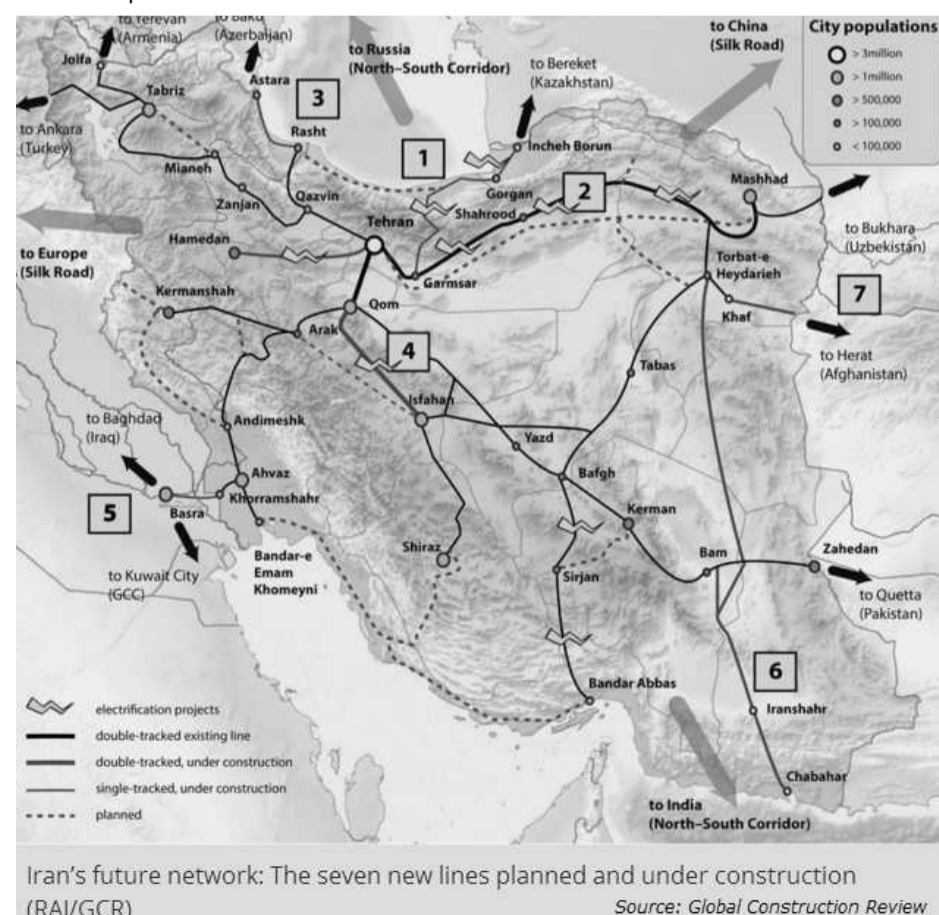 to Yerevan
(Armenia)
to Baku
(Azerbaijan)
to Russia
(North–South Corridor)
to China
(Silk Road)
to Bereket
(Kazakhstan)
City populations
> 3million
> 1million
> 500,000
> 100,000
< 100,000
Jolfa
Tabriz
Astara
3
Rasht
to Ankara
(Turkey)
1
Incheh Borun
Mianeh
Gorgan
2
Mashhad
Zanjan
Qazvin
Tehran
Shahrood
Hamedan
to Bukhara
(Uzbekistan)
to Europe
(Silk Road)
Garmsar
Torbat-e
Heydarieh
Kermanshah
Qom
7
Khaf
Arak
4
Tabas
to Herat
(Afghanistan)
Isfahan
to Baghdad
(Iraq)
Andimeshk
Yazd
Ahvaz
Bafgh
Khorramshahr
5
Basra
Kerman
Shiraz
Bandar-e
Emam
Khomeyni
Bam
Zahedan
to Kuwait City
(GCC)
Sirjan
to Quetta
(Pakistan)
6
Bandar Abbas
Iranshahr
electrification projects
double-tracked existing line
double-tracked, under construction
single-tracked, under construction
planned
Chabahar
to India
(North–South Corridor)
Iran's future network: The seven new lines planned and under construction
(RAI/GCR)
Source: Global Construction Review